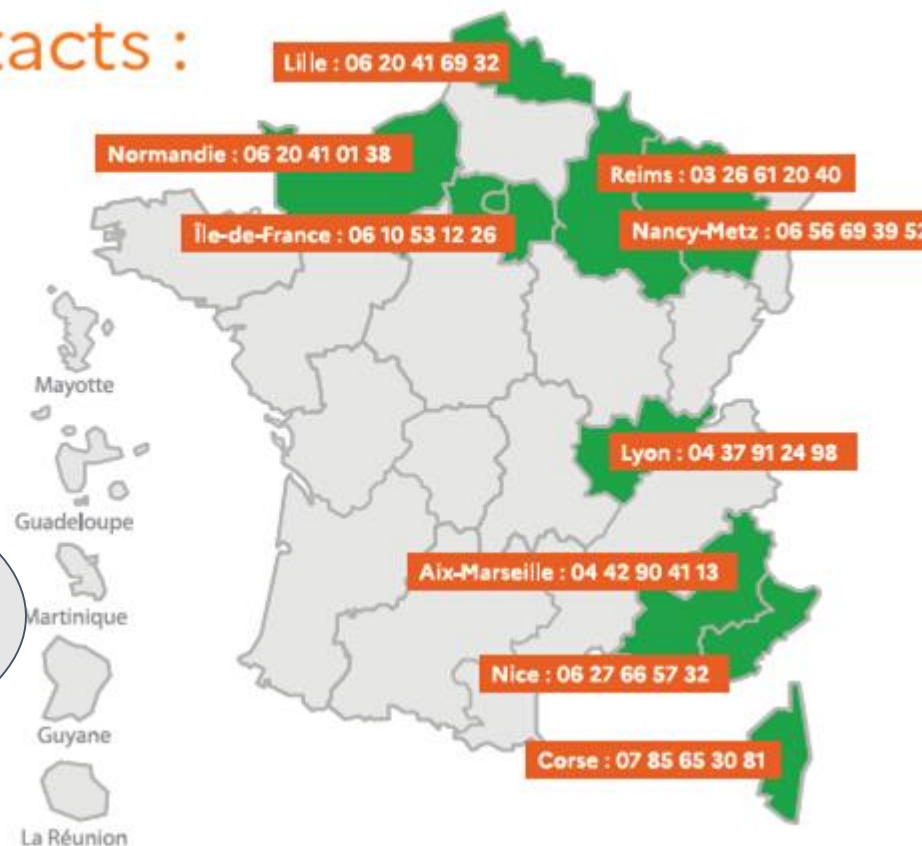 tacts :
Lille : 06 20 41 69 32
Normandie : 06 20 41 01 38
Reims : 03 26 61 20 40
Île-de-France : 06 10 53 12 26
Nancy-Metz : 06 56 69 39 52
Mayotte
Lyon : 04 37 91 24 98
Guadeloupe
Aix-Marseille : 04 42 90 41 13
Martinique
Nice : 06 27 66 57 32
Guyane
Corse : 07 85 65 30 81
La Réunion